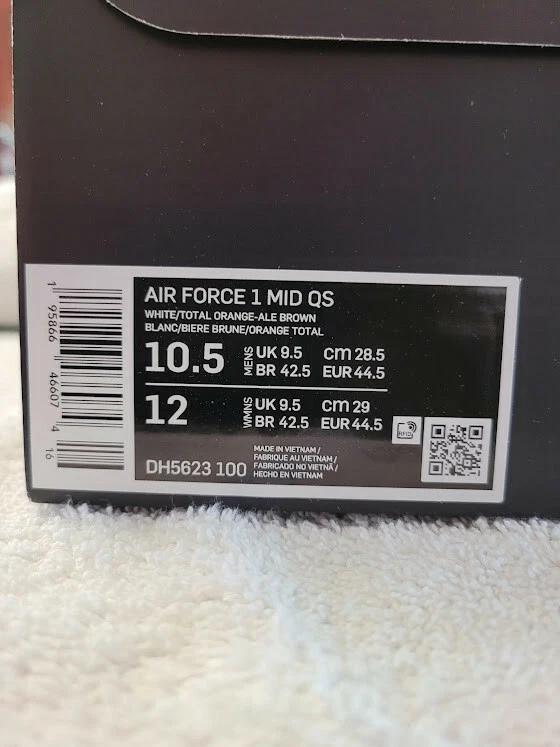 AIR FORCE 1 MID QS
WHITE/TOTAL ORANGE-ALE BROWN
BLANC/BIERE BRUNE/ORANGE TOTAL
10.5 MENS UK 9.5 cm 28.5
BR 42.5 EUR 44.5
12 WMNS UK 9.5 cm 29
BR 42.5 EUR 44.5
RFID
DH5623 100
MADE IN VIETNAM /
FABRIQUE AU VIETNAM /
FABRICADO NO VIETNÃ /
HECHO EN VIETNAM
1 95866 46607 4 16